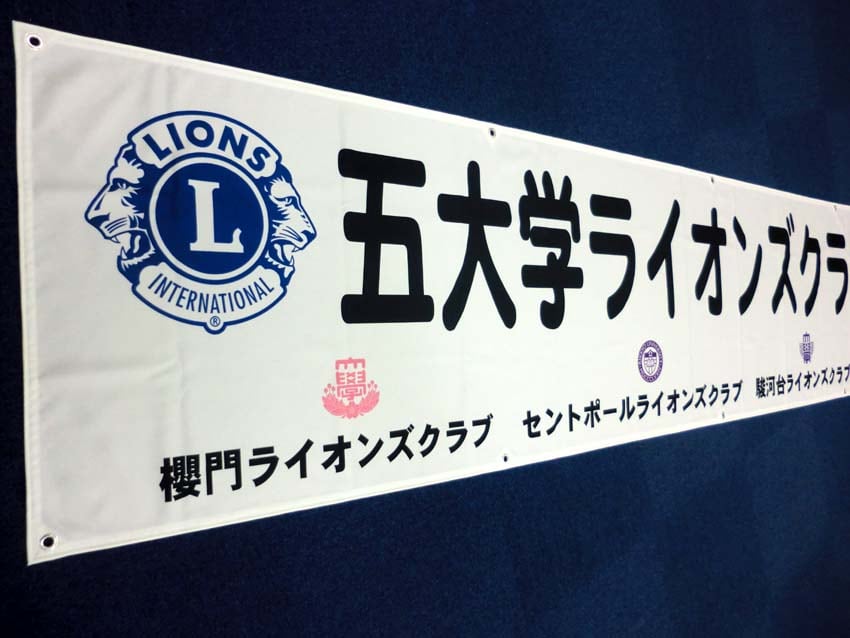 LIONS
L
INTERNATIONAL
®
五大学ライオンズクラ
大學
櫻門ライオンズクラブ
セントポールライオンズクラブ
駿河台ライオンズクラブ